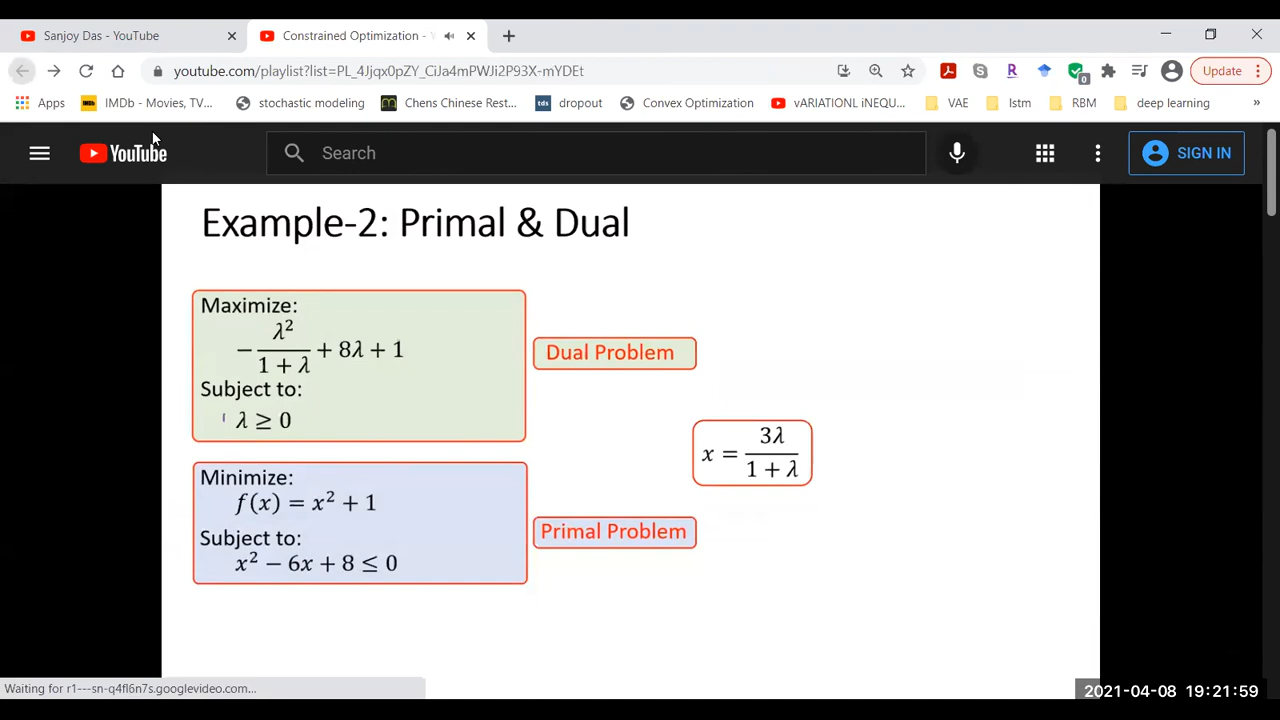 Sanjoy Das - YouTube
Constrained Optimization - Y
youtube.com/playlist?list=PL_4Jjqx0pZY_CiJa4mPWJi2P93X-mYDEt
Update
Apps
IMDb - Movies, TV...
stochastic modeling
Chens Chinese Rest...
dropout
Convex Optimization
vARIATIONL iNEQU...
VAE
lstm
RBM
deep learning
»
YouTube
Search
SIGN IN
Example-2: Primal & Dual
Maximize:
− λ² / (1 + λ) + 8λ + 1
Subject to:
λ ≥ 0
Dual Problem
x = 3λ / (1 + λ)
Minimize:
f(x) = x² + 1
Subject to:
x² − 6x + 8 ≤ 0
Primal Problem
Waiting for r1---sn-q4fl6n7s.googlevideo.com...
2021-04-08 19:21:59